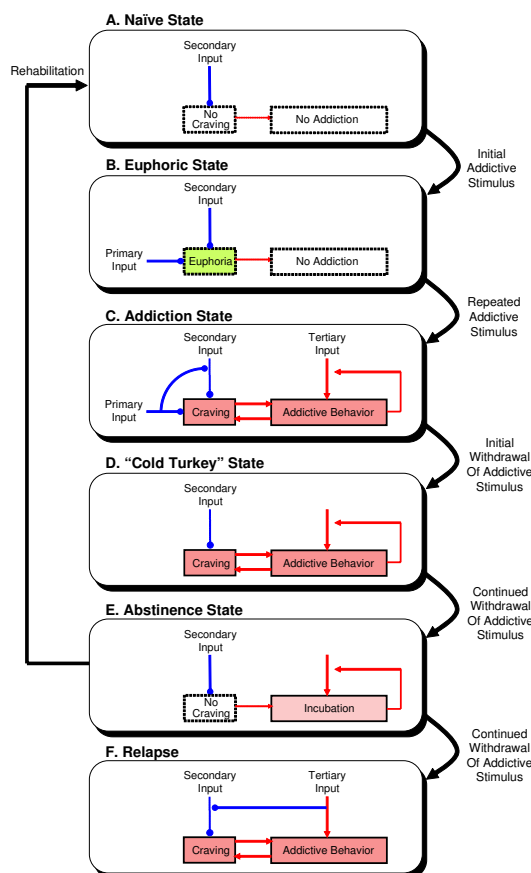 A. Naïve State
Secondary
Input
Rehabilitation
No
Craving
No Addiction
Initial
Addictive
Stimulus
B. Euphoric State
Secondary
Input
Primary
Input
Euphoria
No Addiction
Repeated
Addictive
Stimulus
C. Addiction State
Secondary
Input
Tertiary
Input
Primary
Input
Craving
Addictive Behavior
Initial
Withdrawal
Of Addictive
Stimulus
D. “Cold Turkey” State
Secondary
Input
Craving
Addictive Behavior
Continued
Withdrawal
Of Addictive
Stimulus
E. Abstinence State
Secondary
Input
No
Craving
Incubation
Continued
Withdrawal
Of Addictive
Stimulus
F. Relapse
Secondary
Input
Tertiary
Input
Craving
Addictive Behavior